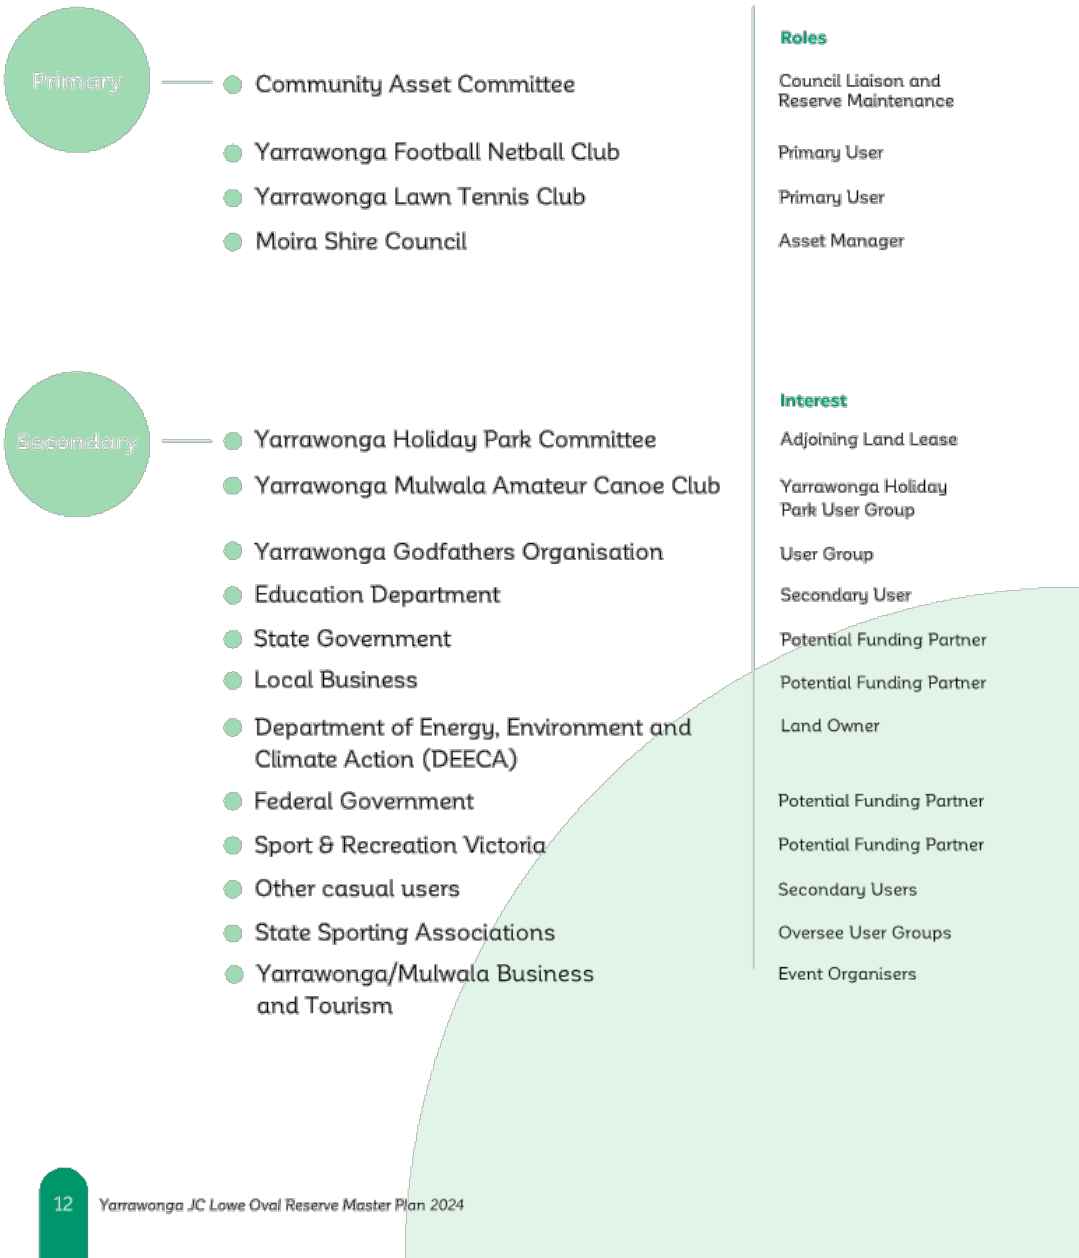 Roles
Primary
Community Asset Committee
Council Liaison and
Reserve Maintenance
Yarrawonga Football Netball Club
Primary User
Yarrawonga Lawn Tennis Club
Primary User
Moira Shire Council
Asset Manager
Interest
Secondary
Yarrawonga Holiday Park Committee
Adjoining Land Lease
Yarrawonga Mulwala Amateur Canoe Club
Yarrawonga Holiday
Park User Group
Yarrawonga Godfathers Organisation
User Group
Education Department
Secondary User
State Government
Potential Funding Partner
Local Business
Potential Funding Partner
Department of Energy, Environment and
Climate Action (DEECA)
Land Owner
Federal Government
Potential Funding Partner
Sport & Recreation Victoria
Potential Funding Partner
Other casual users
Secondary Users
State Sporting Associations
Oversee User Groups
Yarrawonga/Mulwala Business
and Tourism
Event Organisers
12
Yarrawonga JC Lowe Oval Reserve Master Plan 2024